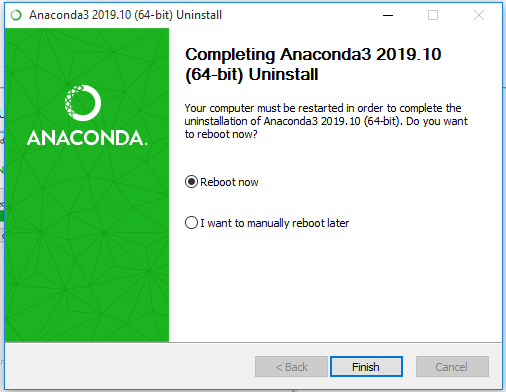 Anaconda3 2019.10 (64-bit) Uninstall
Completing Anaconda3 2019.10
(64-bit) Uninstall
Your computer must be restarted in order to complete the
uninstallation of Anaconda3 2019.10 (64-bit). Do you want
to reboot now?
ANACONDA.
Reboot now
I want to manually reboot later
< Back
Finish
Cancel